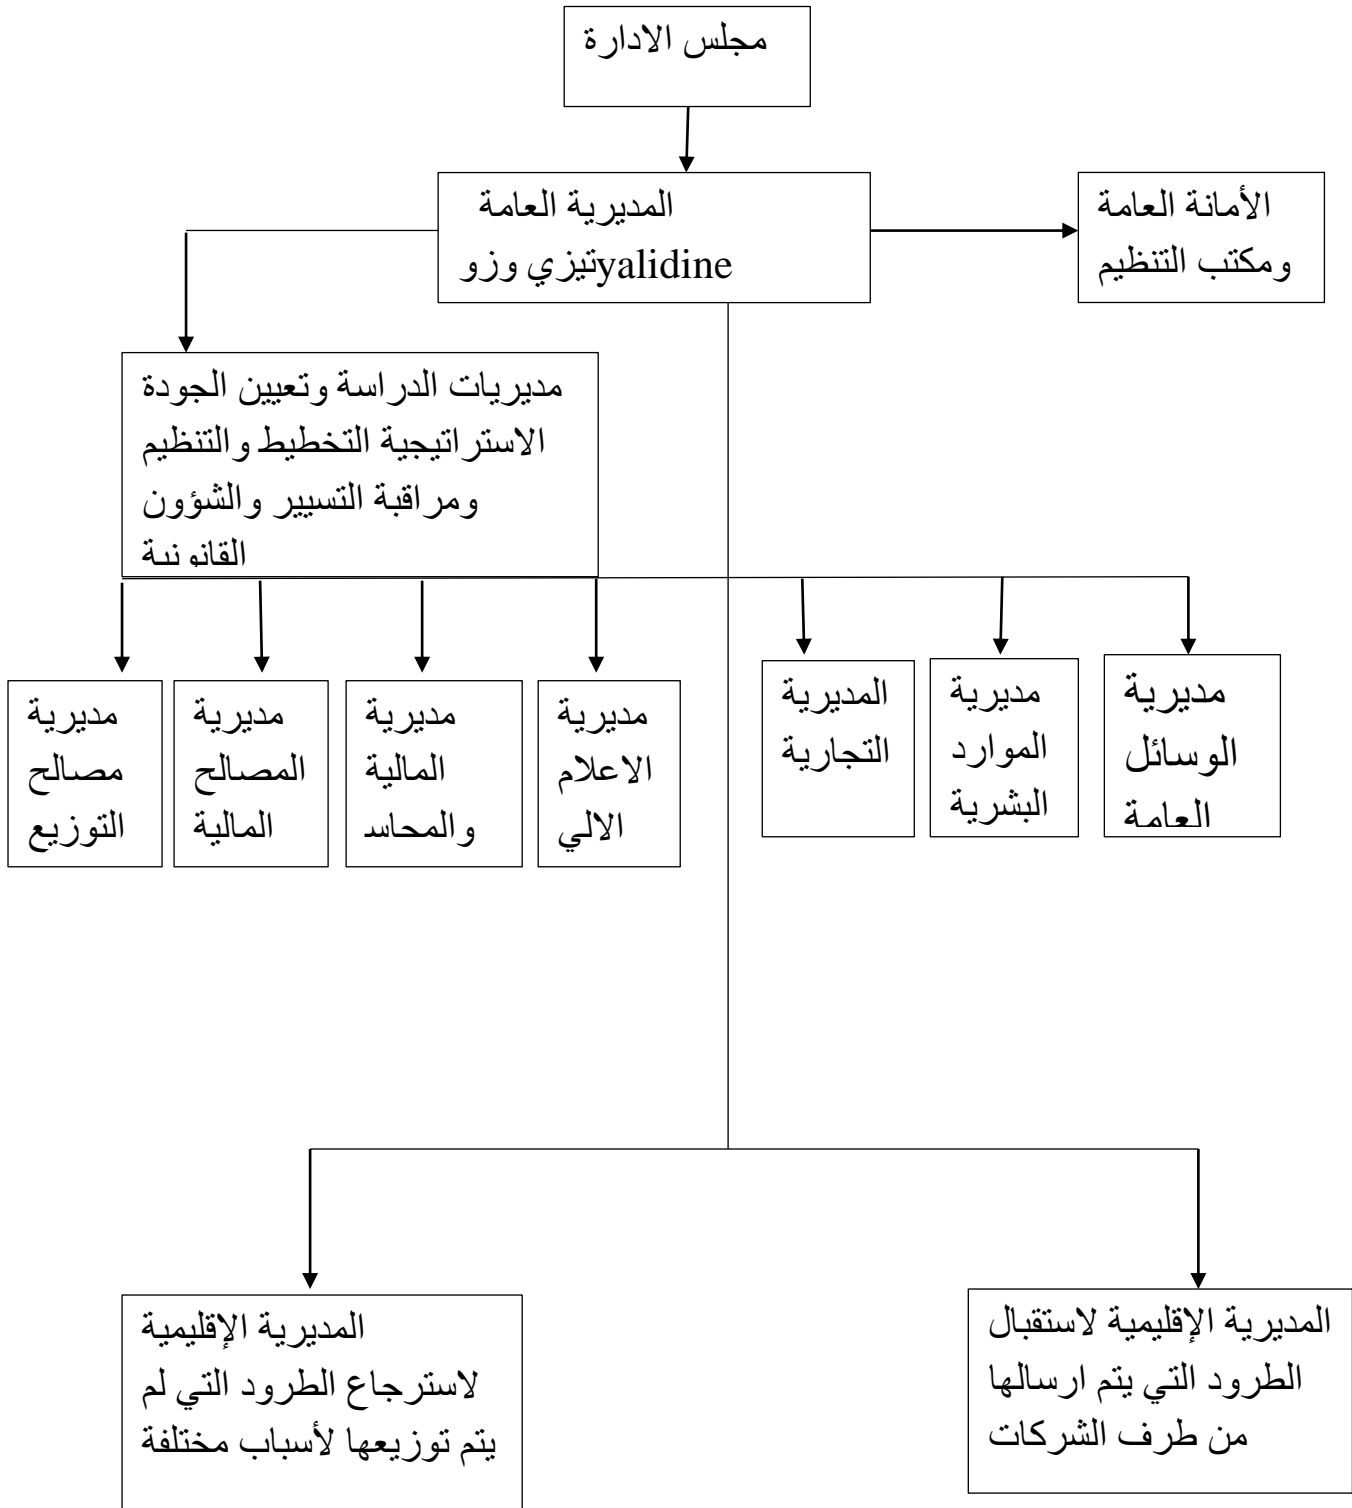 مجلس الادارة
المديرية العامة
yalidineتيزي وزو
الأمانة العامة
ومكتب التنظيم
مديريات الدراسة وتعيين الجودة
الاستراتيجية التخطيط والتنظيم
ومراقبة التسيير والشؤون
القانونية
مديرية
الوسائل
العامة
مديرية
الموارد
البشرية
المديرية
التجارية
مديرية
الاعلام
الالي
مديرية
المالية
والمحاسـ
مديرية
المصالح
المالية
مديرية
مصالح
التوزيع
المديرية الإقليمية لاستقبال
الطرود التي يتم ارسالها
من طرف الشركات
المديرية الإقليمية
لاسترجاع الطرود التي لم
يتم توزيعها لأسباب مختلفة